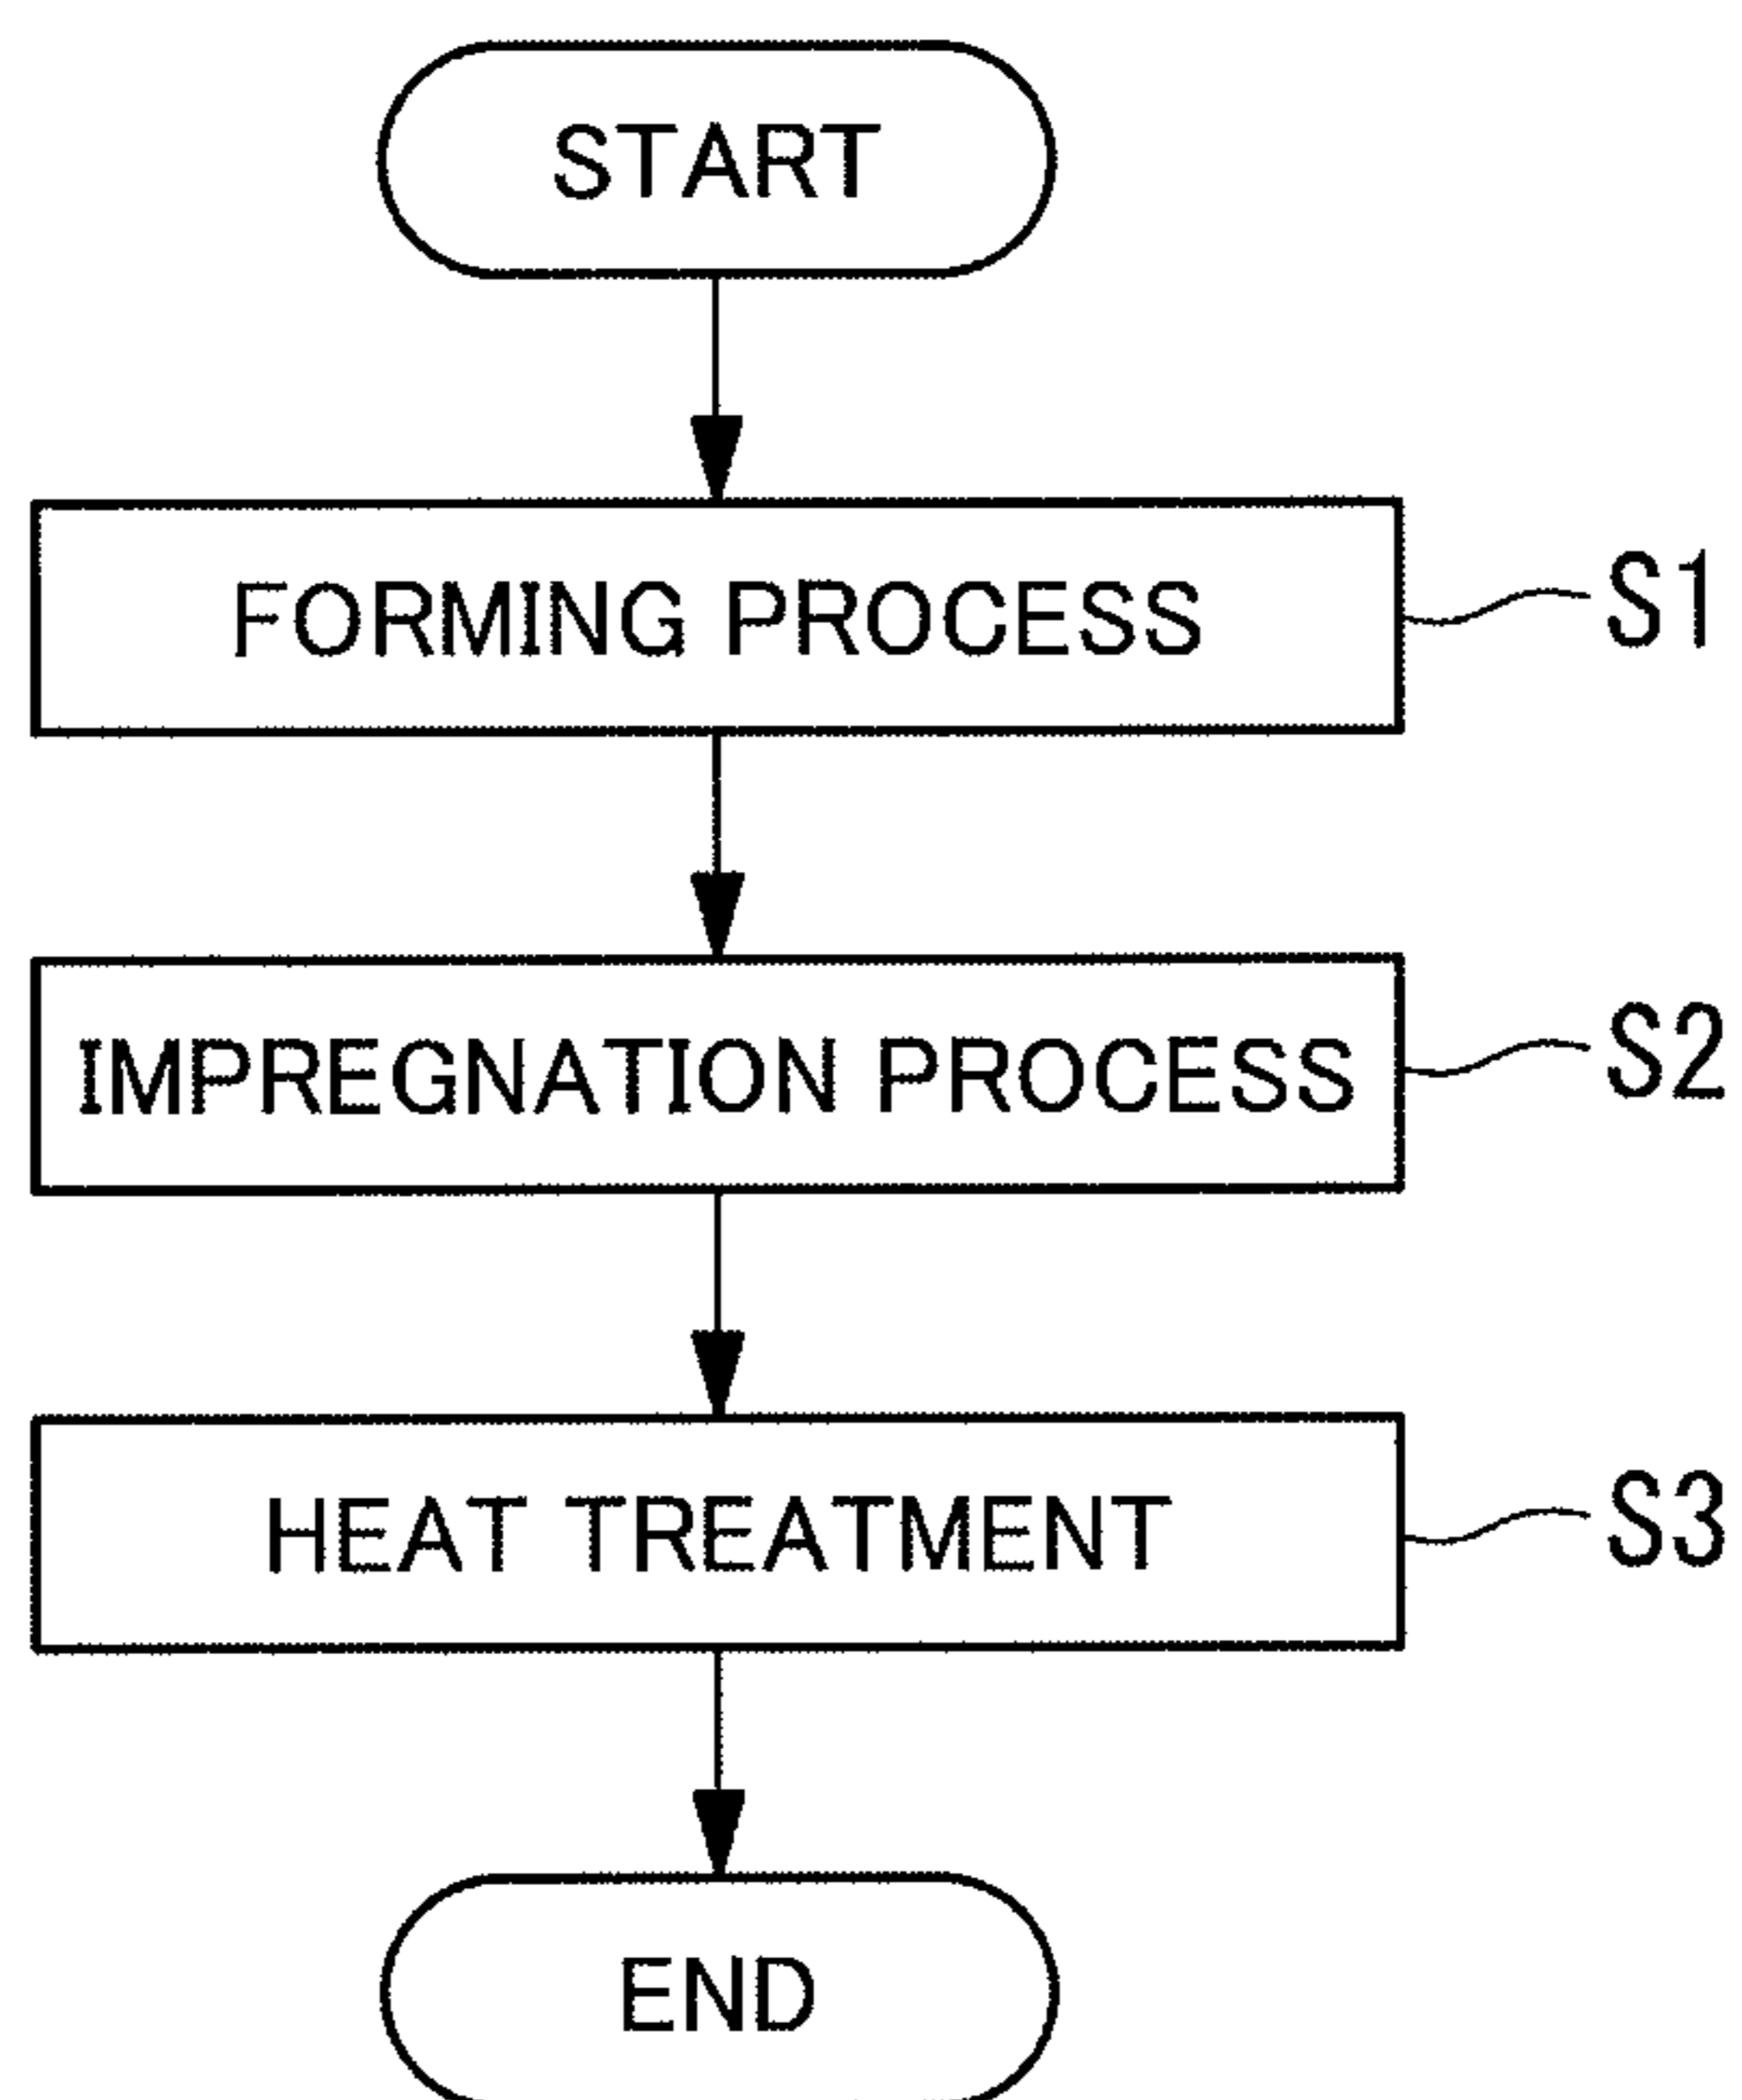 START
FORMING PROCESS S1
IMPREGNATION PROCESS S2
HEAT TREATMENT S3
END